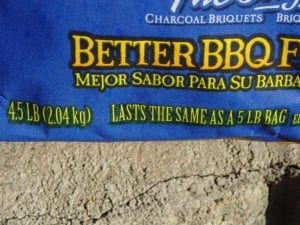 CHARCOAL BRIQUETS
BETTER BBQ F
MEJOR SABOR PARA SU BARBA
4.5 LB (2.04 kg) LASTS THE SAME AS A 5 LB BAG